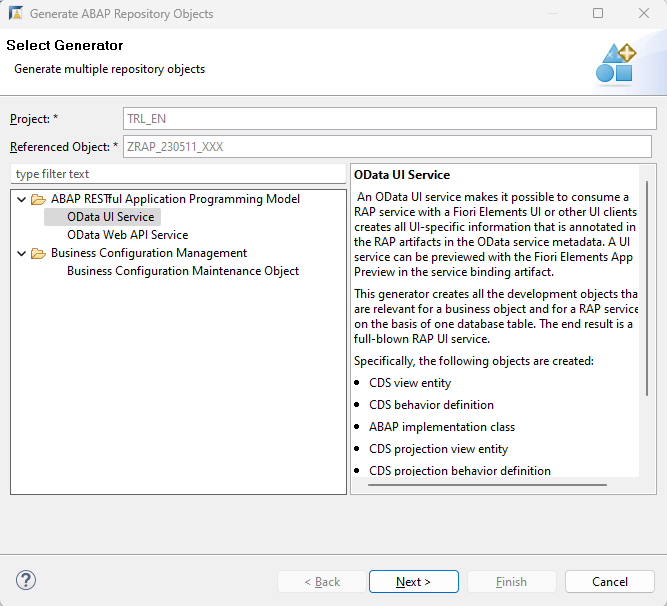 Generate ABAP Repository Objects
Select Generator
Generate multiple repository objects
Project: *
TRL_EN
Referenced Object: *
ZRAP_230511_XXX
type filter text
ABAP RESTful Application Programming Model
OData UI Service
OData Web API Service
Business Configuration Management
Business Configuration Maintenance Object
OData UI Service
An OData UI service makes it possible to consume a
RAP service with a Fiori Elements UI or other UI clients
creates all UI-specific information that is annotated in
the RAP artifacts in the OData service metadata. A UI
service can be previewed with the Fiori Elements App
Preview in the service binding artifact.
This generator creates all the development objects tha
are relevant for a business object and for a RAP service
on the basis of one database table. The end result is a
full-blown RAP UI service.
Specifically, the following objects are created:
• CDS view entity
• CDS behavior definition
• ABAP implementation class
• CDS projection view entity
• CDS projection behavior definition
?
< Back
Next >
Finish
Cancel